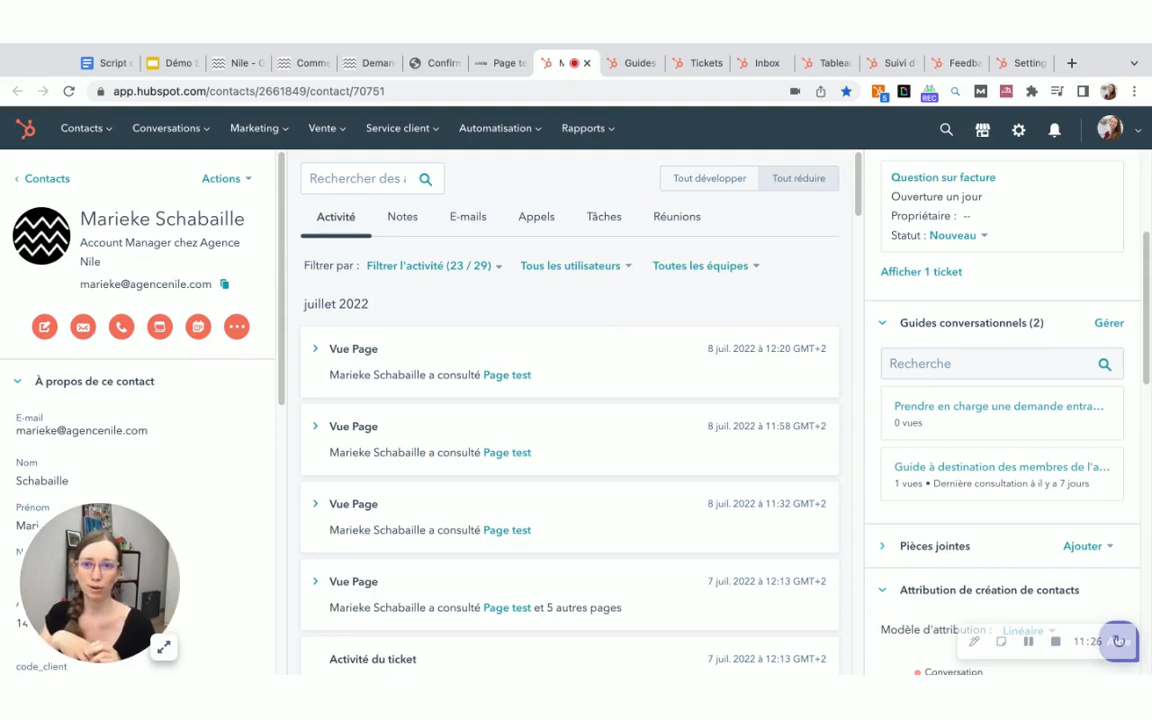 Script
Démo
Nile -
Comm
Deman
Confirm
Page te
M
Guides
Tickets
Inbox
Tableau
Suivi d
Feedba
Setting
app.hubspot.com/contacts/2661849/contact/70751
5
REC
Contacts
Conversations
Marketing
Vente
Service client
Automatisation
Rapports
Contacts
Actions
Marieke Schabaille
Account Manager chez Agence
Nile
marieke@agencenile.com
À propos de ce contact
E-mail
marieke@agencenile.com
Nom
Schabaille
Prénom
Mari
N
14
code_client
Rechercher des a
Tout développer
Tout réduire
Activité
Notes
E-mails
Appels
Tâches
Réunions
Filtrer par :
Filtrer l'activité (23 / 29)
Tous les utilisateurs
Toutes les équipes
juillet 2022
Vue Page
8 juil. 2022 à 12:20 GMT+2
Marieke Schabaille a consulté Page test
Vue Page
8 juil. 2022 à 11:58 GMT+2
Marieke Schabaille a consulté Page test
Vue Page
8 juil. 2022 à 11:32 GMT+2
Marieke Schabaille a consulté Page test
Vue Page
7 juil. 2022 à 12:13 GMT+2
Marieke Schabaille a consulté Page test et 5 autres pages
Activité du ticket
7 juil. 2022 à 12:13 GMT+2
Question sur facture
Ouverture un jour
Propriétaire : --
Statut : Nouveau
Afficher 1 ticket
Guides conversationnels (2)
Gérer
Recherche
Prendre en charge une demande entra...
0 vues
Guide à destination des membres de l'a...
1 vues • Dernière consultation à il y a 7 jours
Pièces jointes
Ajouter
Attribution de création de contacts
Modèle d'attribution :
Linéaire
11:26
Conversation